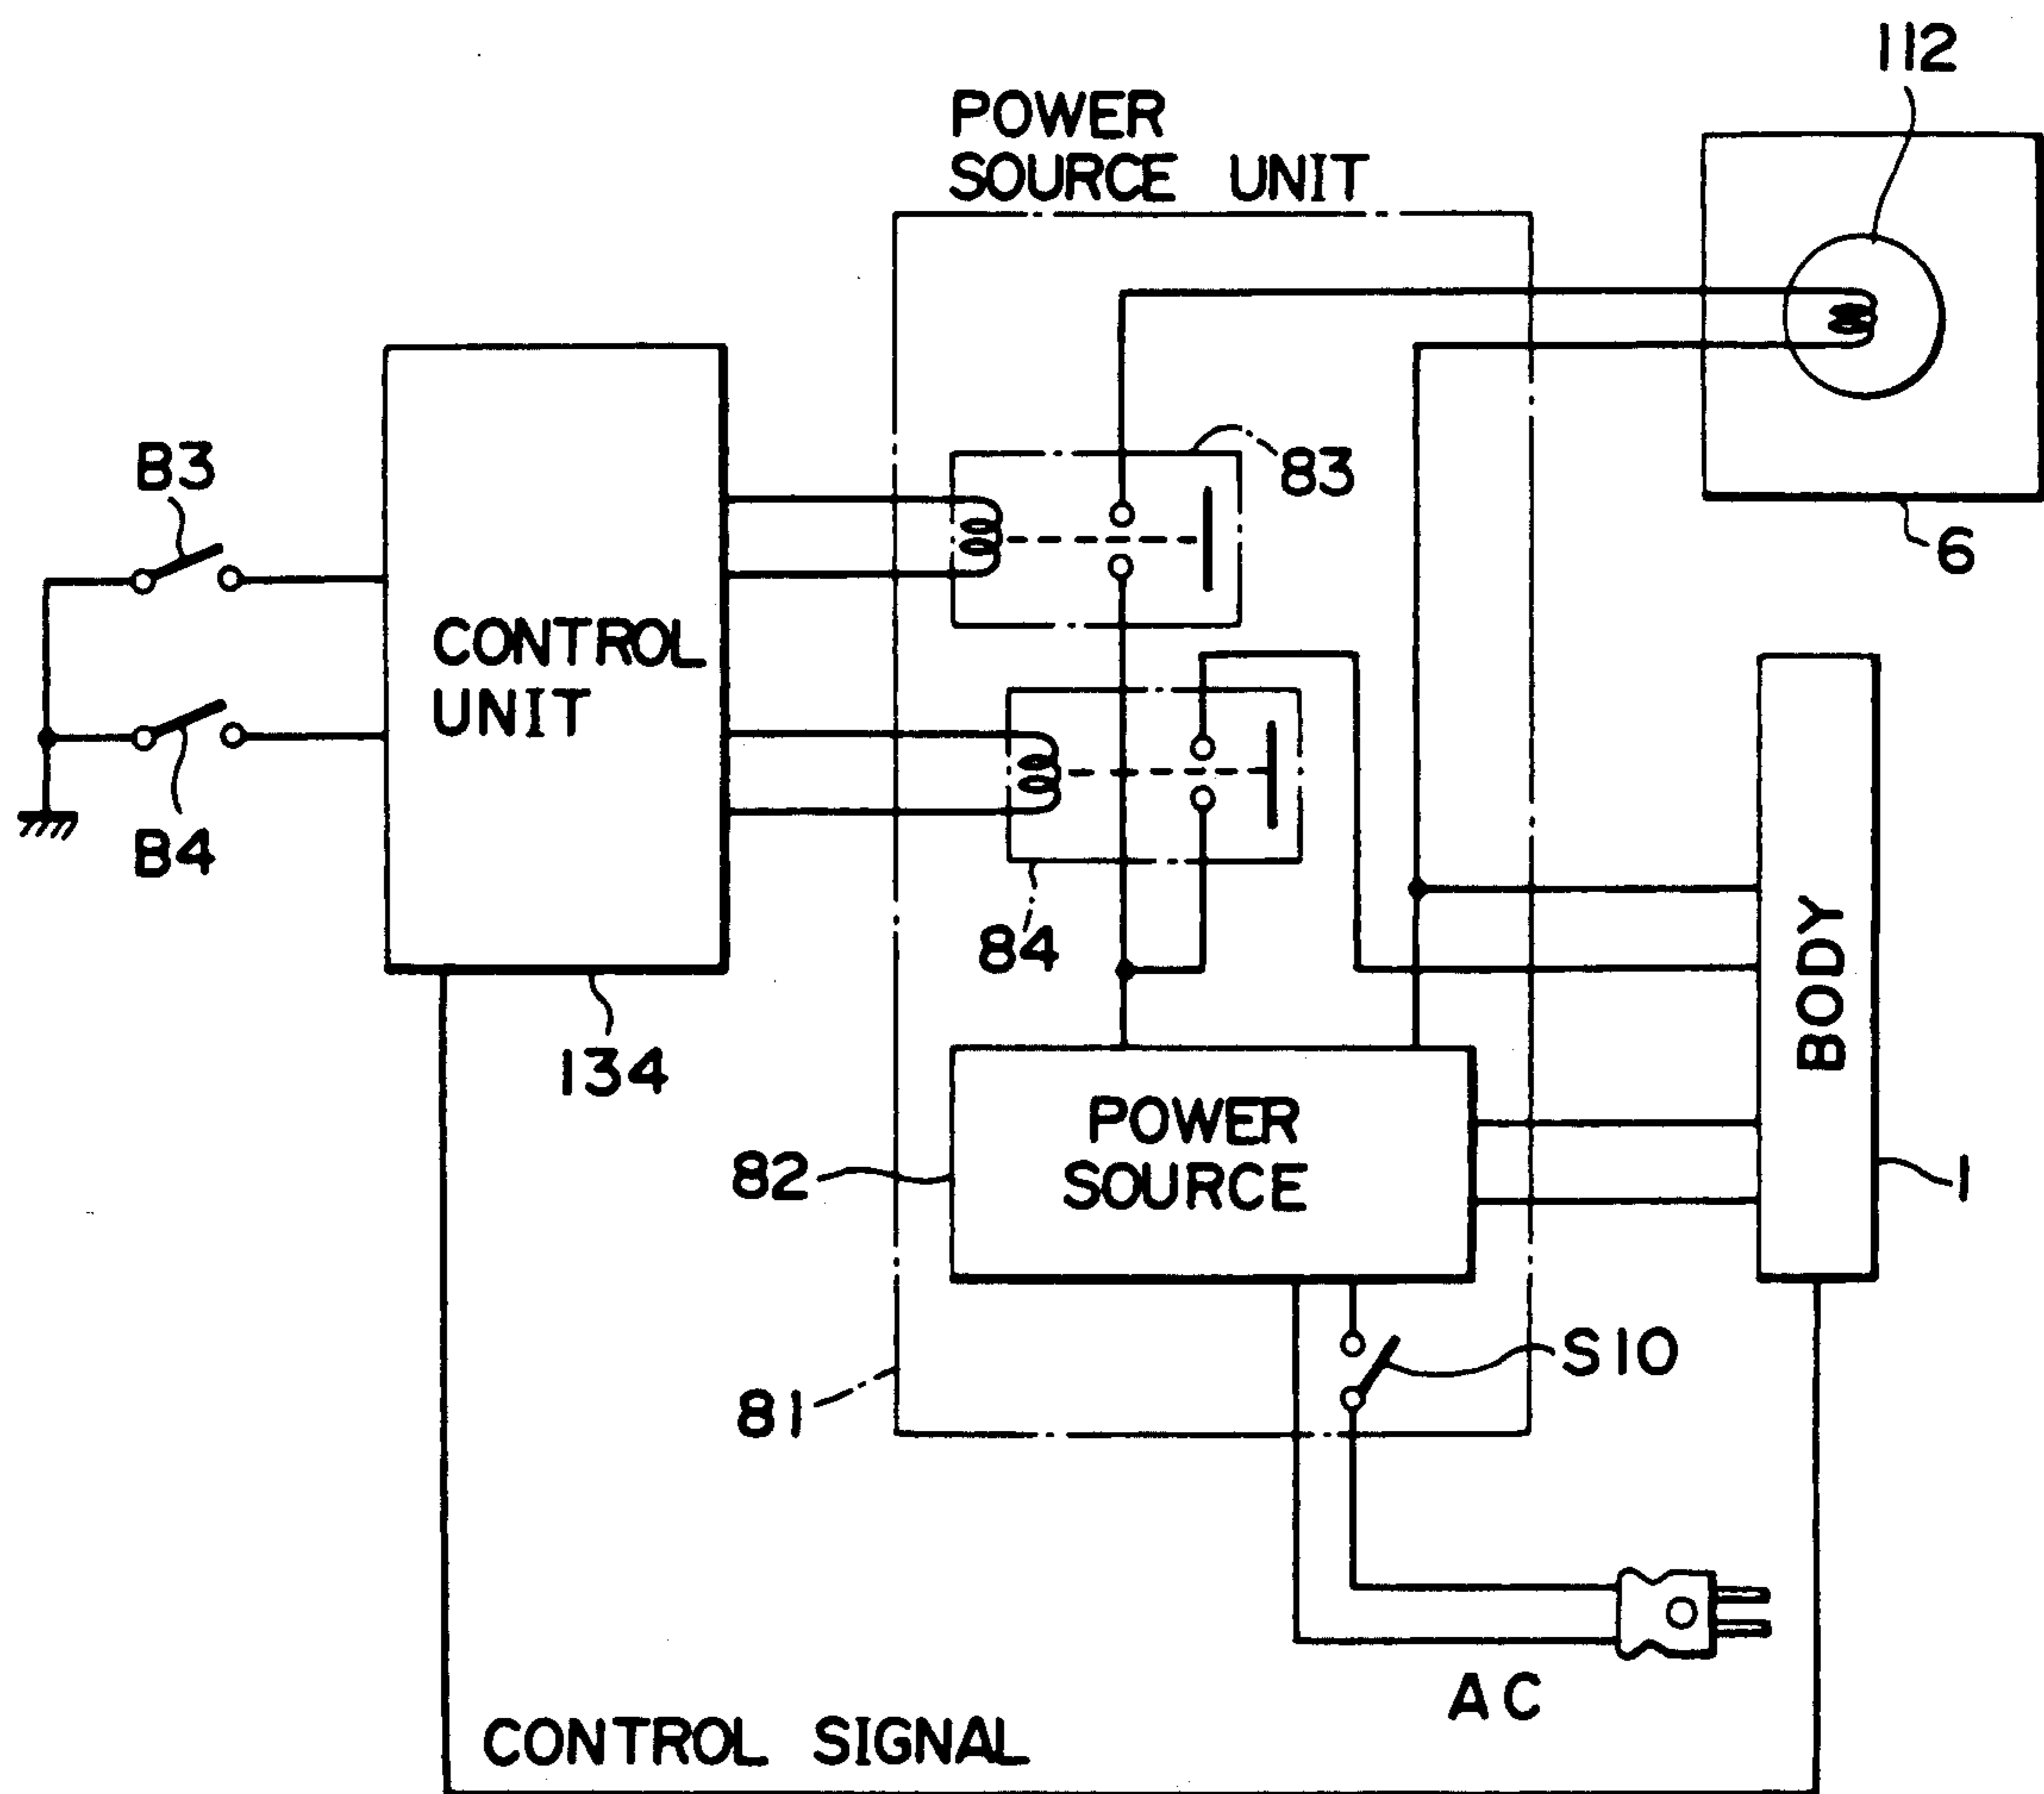 112
POWER
SOURCE UNIT
83
6
B3
CONTROL
UNIT
B4
84
134
BODY
POWER
SOURCE
82
1
S10
81
AC
CONTROL SIGNAL